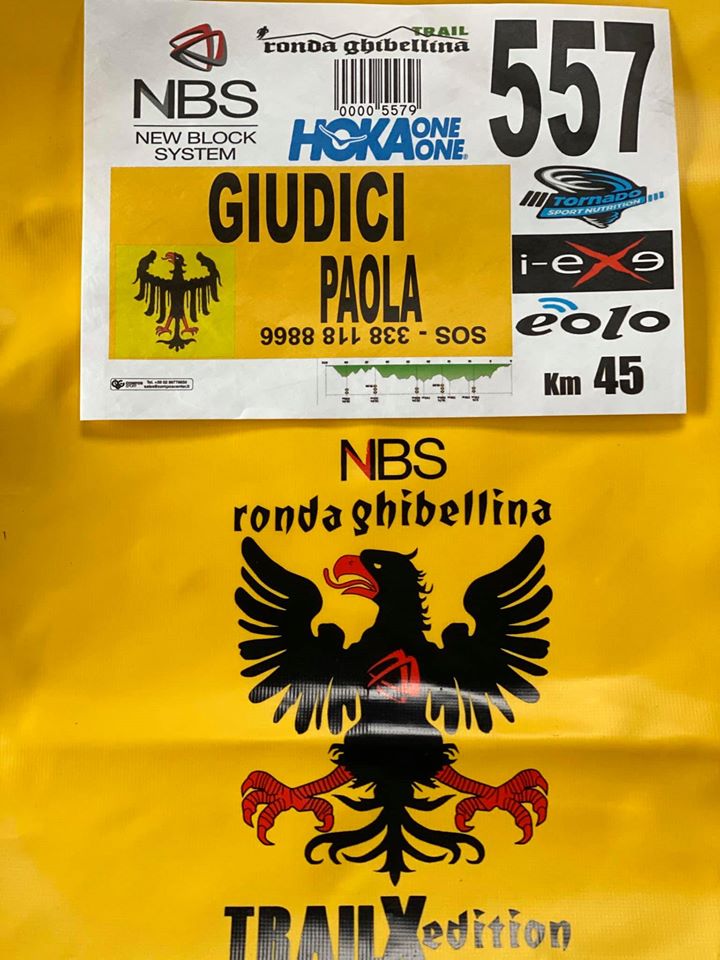 NBS
NEW BLOCK
SYSTEM
TRAIL
ronda ghibellina
0000 5579
HOKA ONE ONE
557
GIUDICI
PAOLA
SOS - 338 118 8866
TORNADO
SPORT NUTRITION
i-exe
eolo
Km 45
NBS
ronda ghibellina
TRAIL X edition